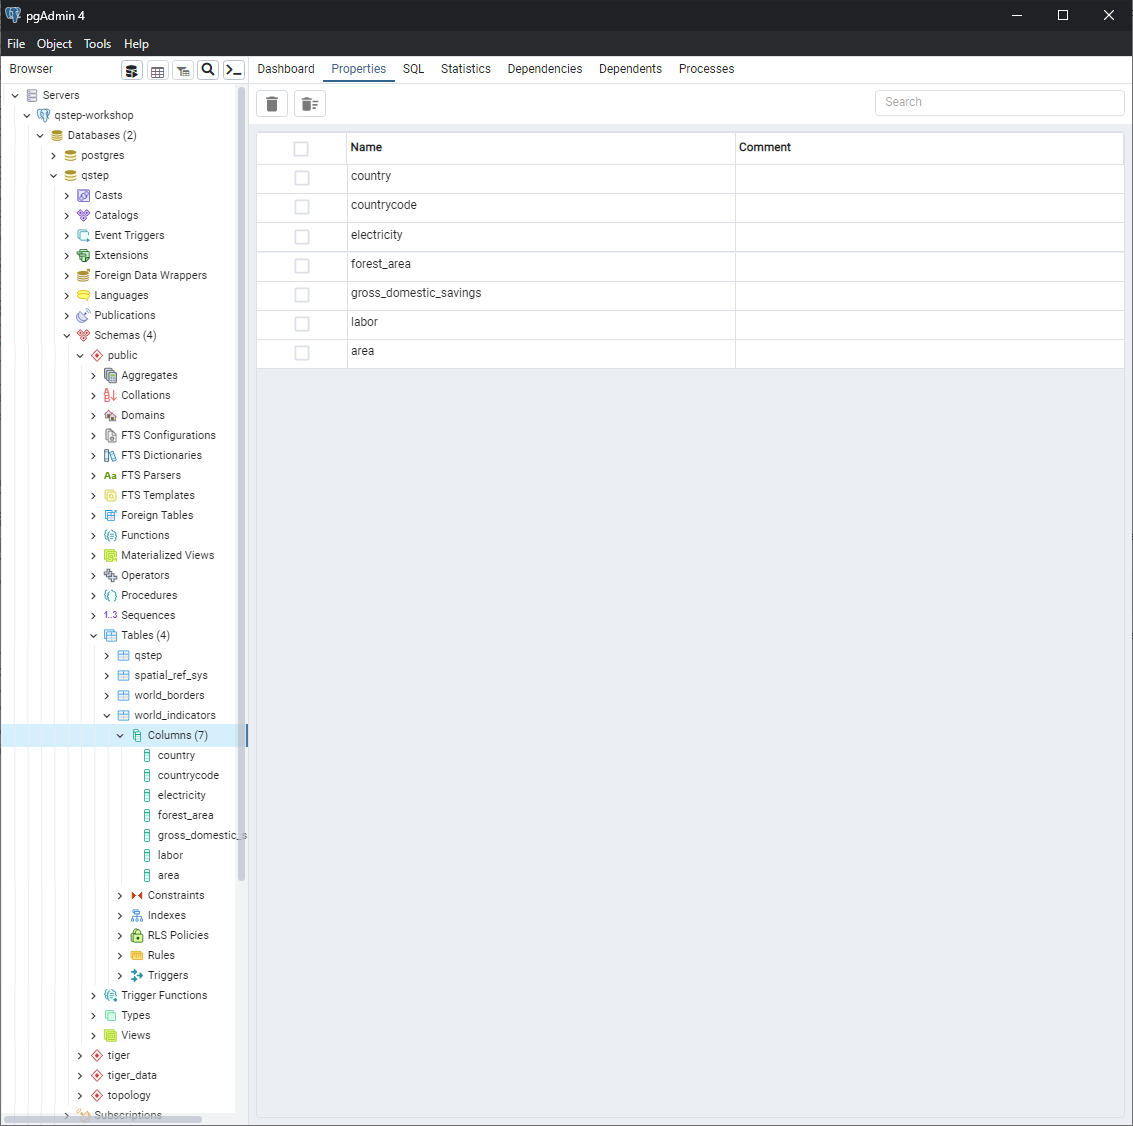 pgAdmin 4
File Object Tools Help
Browser
Dashboard Properties SQL Statistics Dependencies Dependents Processes
Search
Servers
qstep-workshop
Databases (2)
postgres
qstep
Casts
Catalogs
Event Triggers
Extensions
Foreign Data Wrappers
Languages
Publications
Schemas (4)
public
Aggregates
Collations
Domains
FTS Configurations
FTS Dictionaries
Aa FTS Parsers
FTS Templates
Foreign Tables
Functions
Materialized Views
Operators
Procedures
1..3 Sequences
Tables (4)
qstep
spatial_ref_sys
world_borders
world_indicators
Columns (7)
country
countrycode
electricity
forest_area
gross_domestic_s
labor
area
Constraints
Indexes
RLS Policies
Rules
Triggers
Trigger Functions
Types
Views
tiger
tiger_data
topology
Subscriptions
Name Comment
country
countrycode
electricity
forest_area
gross_domestic_savings
labor
area